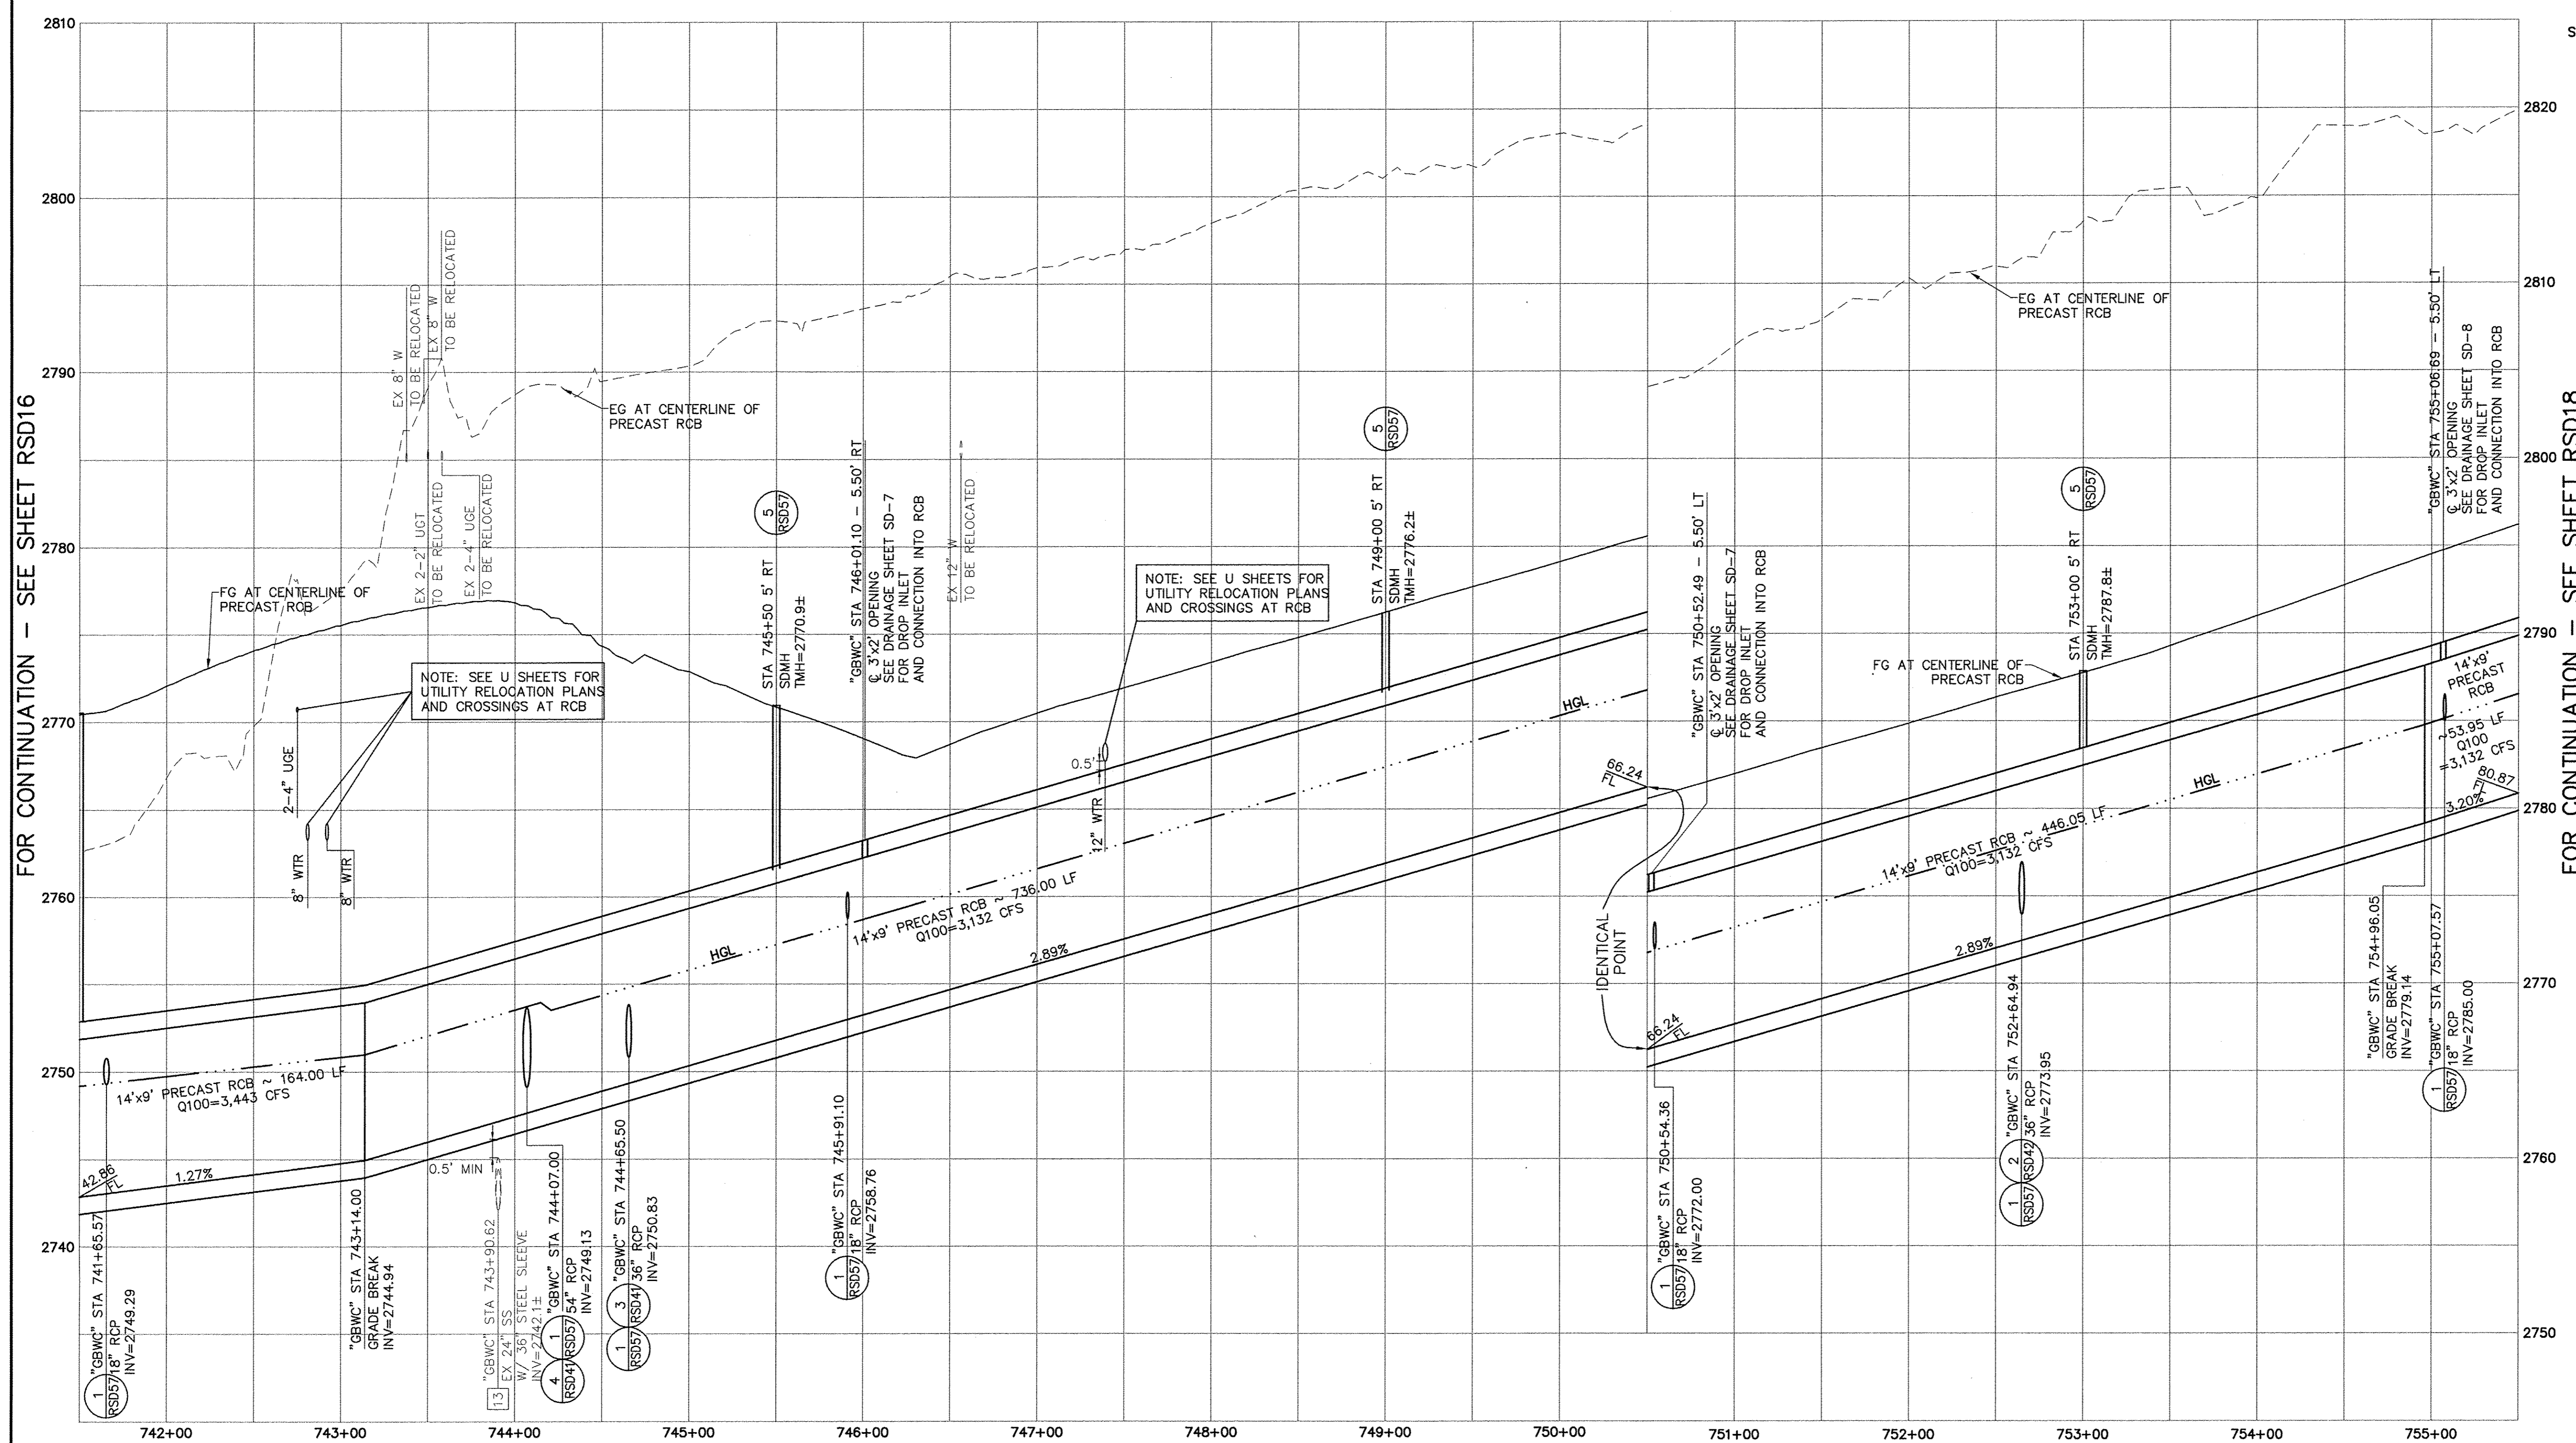 2810
2800
2790
2780
2770
2760
2750
2740
FOR CONTINUATION - SEE SHEET RSD16
EX 8" W
TO BE RELOCATED
EX 8" W
TO BE RELOCATED
EX 2-2" UGT
TO BE RELOCATED
EX 2-4" UGE
TO BE RELOCATED
EG AT CENTERLINE OF
PRECAST RCB
FG AT CENTERLINE OF
PRECAST RCB
NOTE: SEE U SHEETS FOR
UTILITY RELOCATION PLANS
AND CROSSINGS AT RCB
2-4" UGE
8" WTR
8" WTR
5
RSD57
STA 745+50 5' RT
SDMH
TMH=2770.9±
"GBWC" STA 746+01.10 - 5.50' RT
℄ 3'x2' OPENING
SEE DRAINAGE SHEET SD-7
FOR DROP INLET
AND CONNECTION INTO RCB
EX 12" W
TO BE RELOCATED
NOTE: SEE U SHEETS FOR
UTILITY RELOCATION PLANS
AND CROSSINGS AT RCB
0.5'
12" WTR
5
RSD57
STA 749+00 5' RT
SDMH
TMH=2776.2±
HGL
HGL
14'x9' PRECAST RCB ~ 164.00 LF
Q100=3,443 CFS
42.86
FL
1.27%
14'x9' PRECAST RCB ~ 736.00 LF
Q100=3,132 CFS
2.89%
0.5' MIN
66.24
FL
IDENTICAL
POINT
66.24
FL
"GBWC" STA 741+65.57
18" RCP
INV=2749.29
1
RSD57
"GBWC" STA 743+14.00
GRADE BREAK
INV=2744.94
13
"GBWC" STA 743+90.62
EX 24" SS
W/ 36" STEEL SLEEVE
INV=2742.1±
"GBWC" STA 744+07.00
54" RCP
INV=2749.13
1
RSD57
4
RSD41
"GBWC" STA 744+65.50
36" RCP
INV=2750.83
3
RSD41
1
RSD57
"GBWC" STA 745+91.10
18" RCP
INV=2758.76
1
RSD57
"GBWC" STA 750+52.49 - 5.50' LT
℄ 3'x2' OPENING
SEE DRAINAGE SHEET SD-7
FOR DROP INLET
AND CONNECTION INTO RCB
EG AT CENTERLINE OF
PRECAST RCB
FG AT CENTERLINE OF
PRECAST RCB
5
RSD57
STA 753+00 5' RT
SDMH
TMH=2787.8±
"GBWC" STA 755+06.69 - 5.50' LT
℄ 3'x2' OPENING
SEE DRAINAGE SHEET SD-8
FOR DROP INLET
AND CONNECTION INTO RCB
14'x9'
PRECAST
RCB
~53.95 LF
Q100
=3,132 CFS
80.87
FL
3.20%
HGL
14'x9' PRECAST RCB ~ 446.05 LF
Q100=3,132 CFS
2.89%
"GBWC" STA 750+54.36
18" RCP
INV=2772.00
1
RSD57
"GBWC" STA 752+64.94
36" RCP
INV=2773.95
2
RSD42
1
RSD57
"GBWC" STA 754+96.05
GRADE BREAK
INV=2779.14
"GBWC" STA 755+07.57
18" RCP
INV=2785.00
1
RSD57
S
2820
2810
2800
2790
2780
2770
2760
2750
FOR CONTINUATION - SEE SHEET RSD18
742+00 743+00 744+00 745+00 746+00 747+00 748+00 749+00 750+00 751+00 752+00 753+00 754+00 755+00